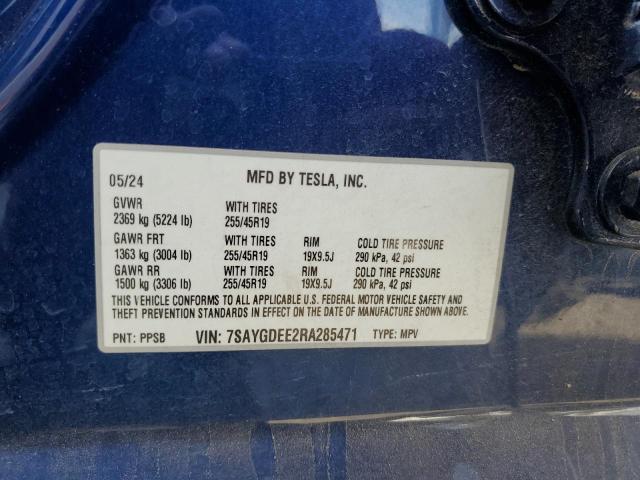 05/24 MFD BY TESLA, INC.
GVWR WITH TIRES
2369 kg (5224 lb) 255/45R19
GAWR FRT WITH TIRES RIM COLD TIRE PRESSURE
1363 kg (3004 lb) 255/45R19 19X9.5J 290 kPa, 42 psi
GAWR RR WITH TIRES RIM COLD TIRE PRESSURE
1500 kg (3306 lb) 255/45R19 19X9.5J 290 kPa, 42 psi
THIS VEHICLE CONFORMS TO ALL APPLICABLE U.S. FEDERAL MOTOR VEHICLE SAFETY AND
THEFT PREVENTION STANDARDS IN EFFECT ON THE DATE OF MANUFACTURE SHOWN ABOVE.
PNT: PPSB VIN: 7SAYGDEE2RA285471 TYPE: MPV